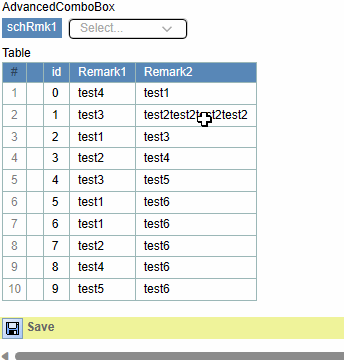 AdvancedComboBox
schRmk1 Select...
Table
# id Remark1 Remark2
1 0 test4 test1
2 1 test3 test2test2test2test2
3 2 test1 test3
4 3 test2 test4
5 4 test3 test5
6 5 test1 test6
7 6 test1 test6
8 7 test2 test6
9 8 test4 test6
10 9 test5 test6
Save